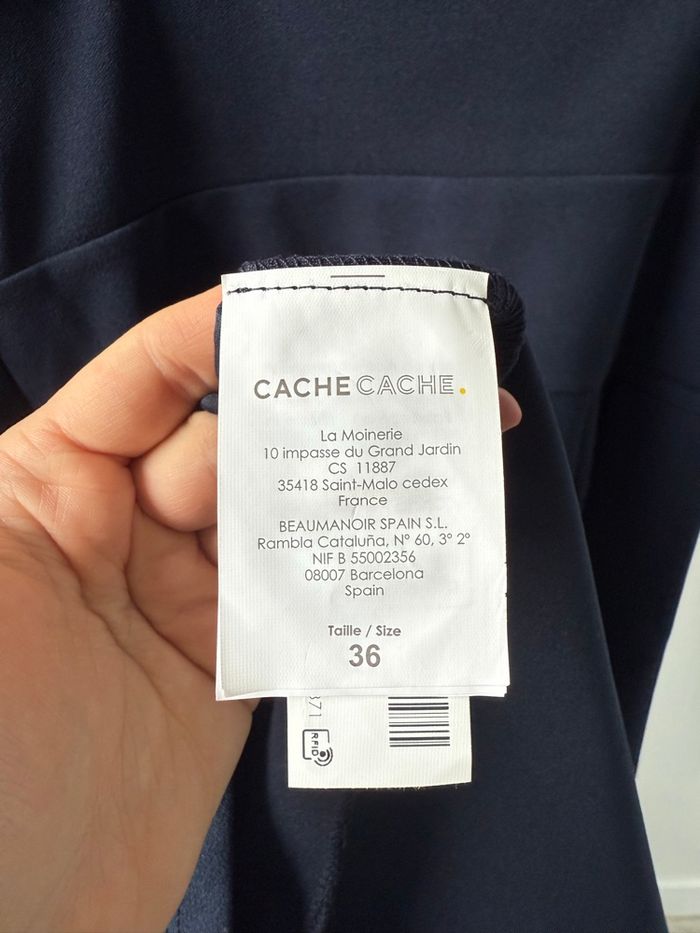 CACHE CACHE.
La Moinerie
10 impasse du Grand Jardin
CS 11887
35418 Saint-Malo cedex
France
BEAUMANOIR SPAIN S.L.
Rambla Cataluña, Nº 60, 3º 2º
NIF B 55002356
08007 Barcelona
Spain
Taille / Size
36
371
RFID